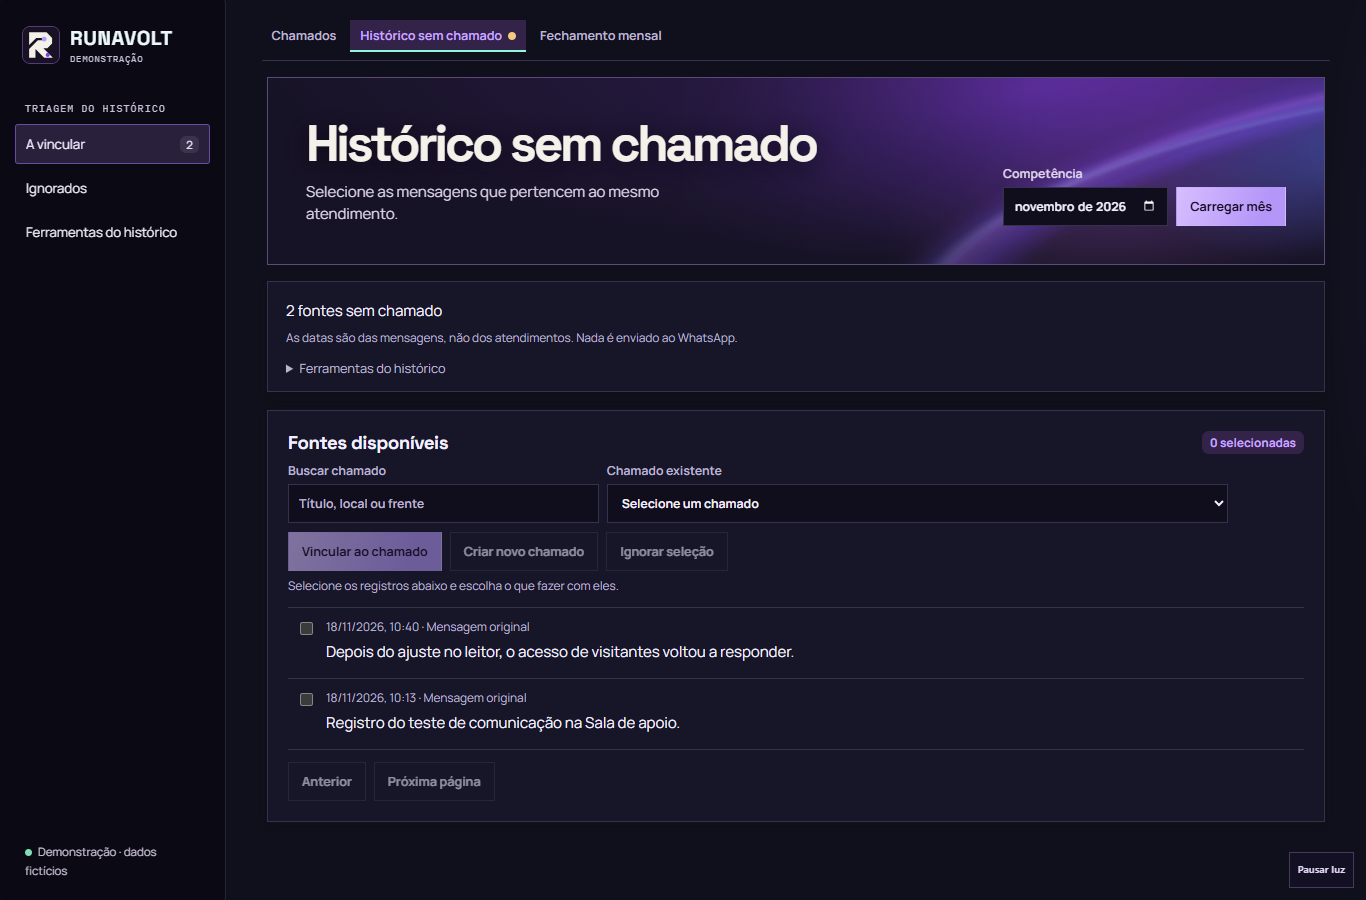 RUNAVOLT
DEMONSTRAÇÃO
TRIAGEM DO HISTÓRICO
A vincular 2
Ignorados
Ferramentas do histórico
Demonstração · dados
fictícios
Chamados Histórico sem chamado Fechamento mensal
Histórico sem chamado
Selecione as mensagens que pertencem ao mesmo
atendimento.
Competência
novembro de 2026 Carregar mês
2 fontes sem chamado
As datas são das mensagens, não dos atendimentos. Nada é enviado ao WhatsApp.
Ferramentas do histórico
Fontes disponíveis 0 selecionadas
Buscar chamado Chamado existente
Título, local ou frente Selecione um chamado
Vincular ao chamado Criar novo chamado Ignorar seleção
Selecione os registros abaixo e escolha o que fazer com eles.
18/11/2026, 10:40 · Mensagem original
Depois do ajuste no leitor, o acesso de visitantes voltou a responder.
18/11/2026, 10:13 · Mensagem original
Registro do teste de comunicação na Sala de apoio.
Anterior Próxima página
Pausar luz